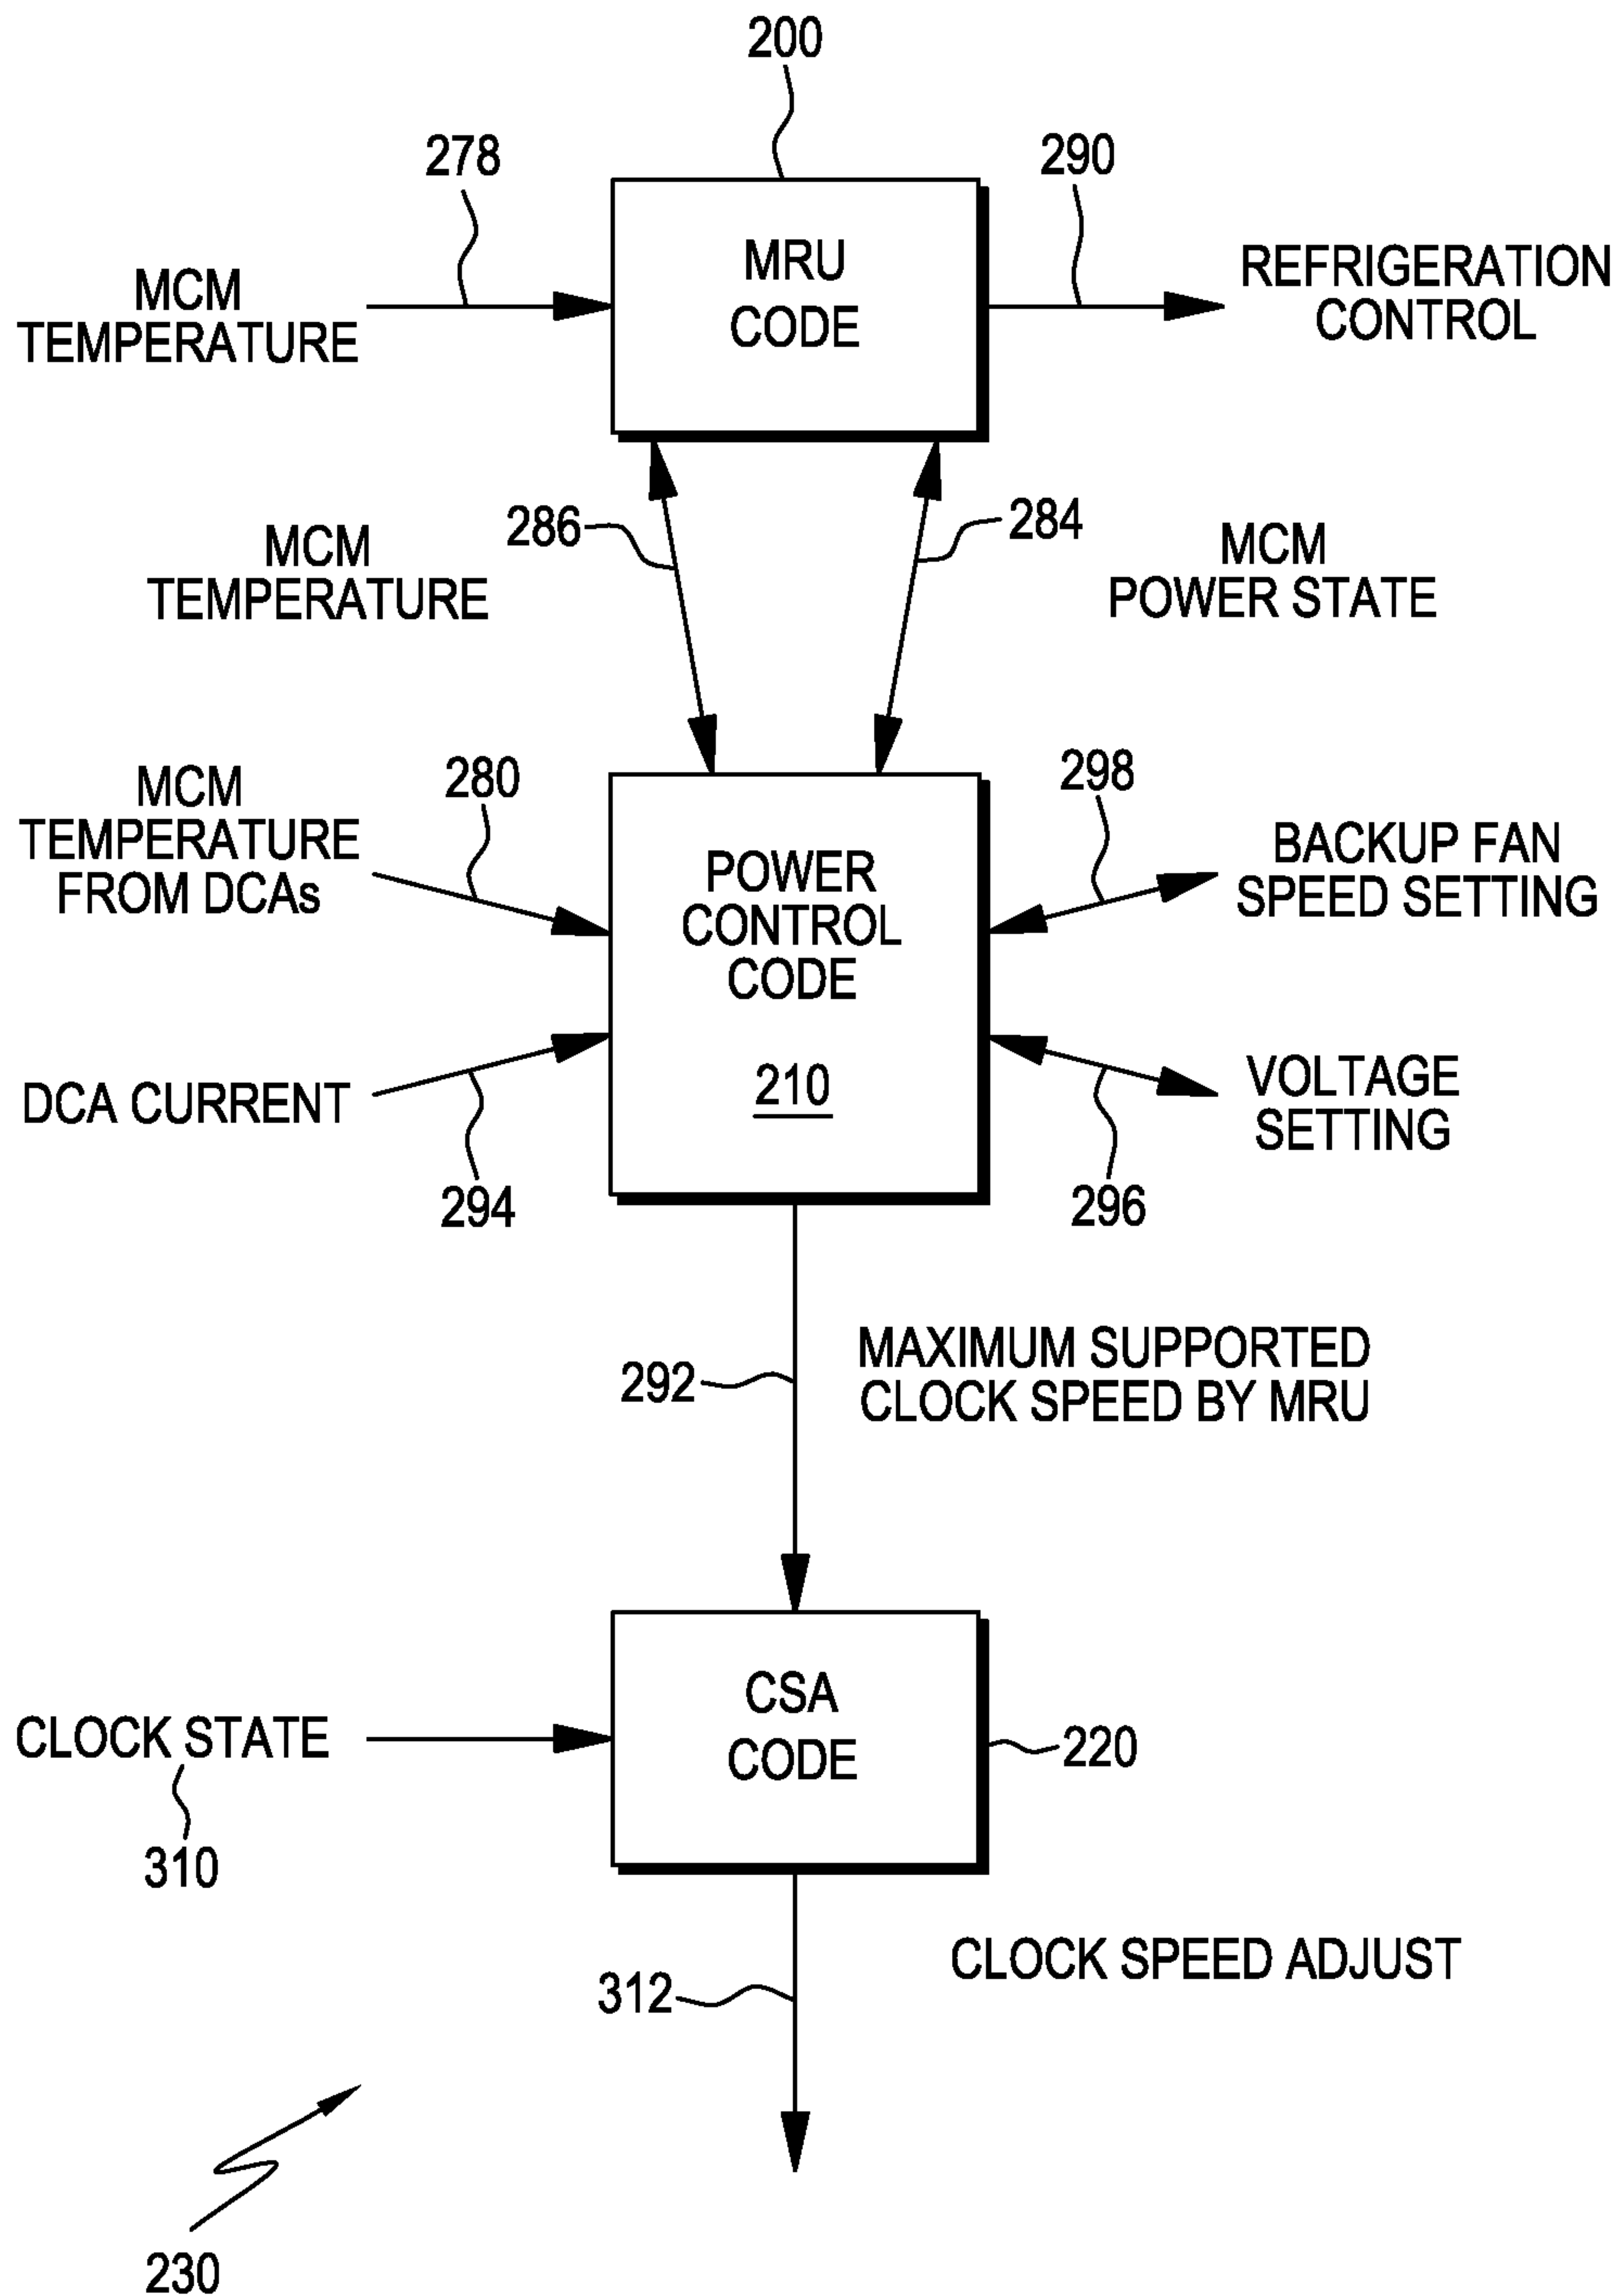 200
278
290
MRU
CODE
MCM
TEMPERATURE
REFRIGERATION
CONTROL
286
284
MCM
TEMPERATURE
MCM
POWER STATE
MCM
TEMPERATURE
FROM DCAs
280
298
BACKUP FAN
SPEED SETTING
POWER
CONTROL
CODE
210
DCA CURRENT
294
VOLTAGE
SETTING
296
292
MAXIMUM SUPPORTED
CLOCK SPEED BY MRU
CLOCK STATE
310
CSA
CODE
220
312
CLOCK SPEED ADJUST
230